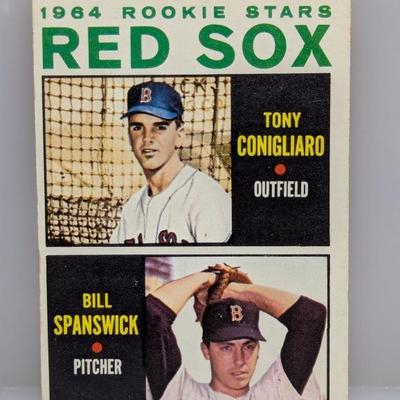 1964 ROOKIE STARS
RED SOX
B
TONY
CONIGLIARO
OUTFIELD
BILL
SPANSWICK
PITCHER
B